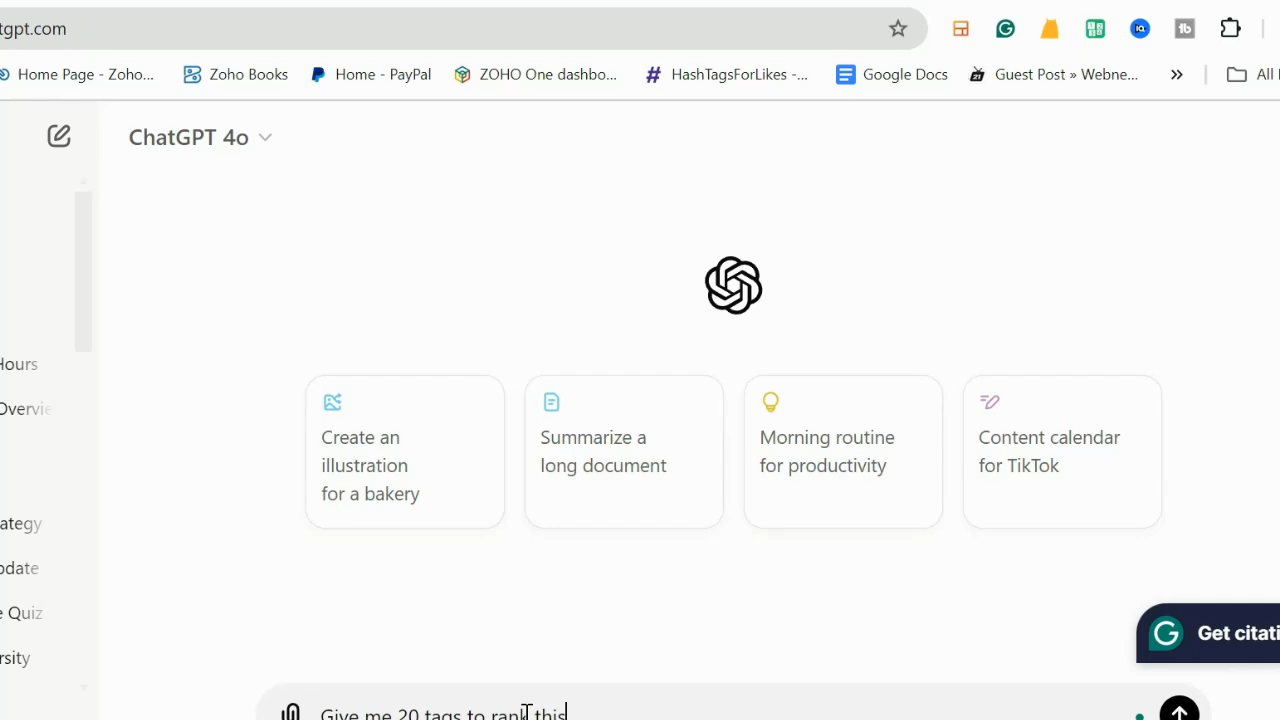 tgpt.com
Home Page - Zoho...
Zoho Books
Home - PayPal
ZOHO One dashbo...
HashTagsForLikes -...
Google Docs
Guest Post » Webne...
»
All
ChatGPT 4o
Create an
illustration
for a bakery
Summarize a
long document
Morning routine
for productivity
Content calendar
for TikTok
Hours
Overvie
ategy
pdate
e Quiz
rsity
Get citati
Give me 20 tags to rank this